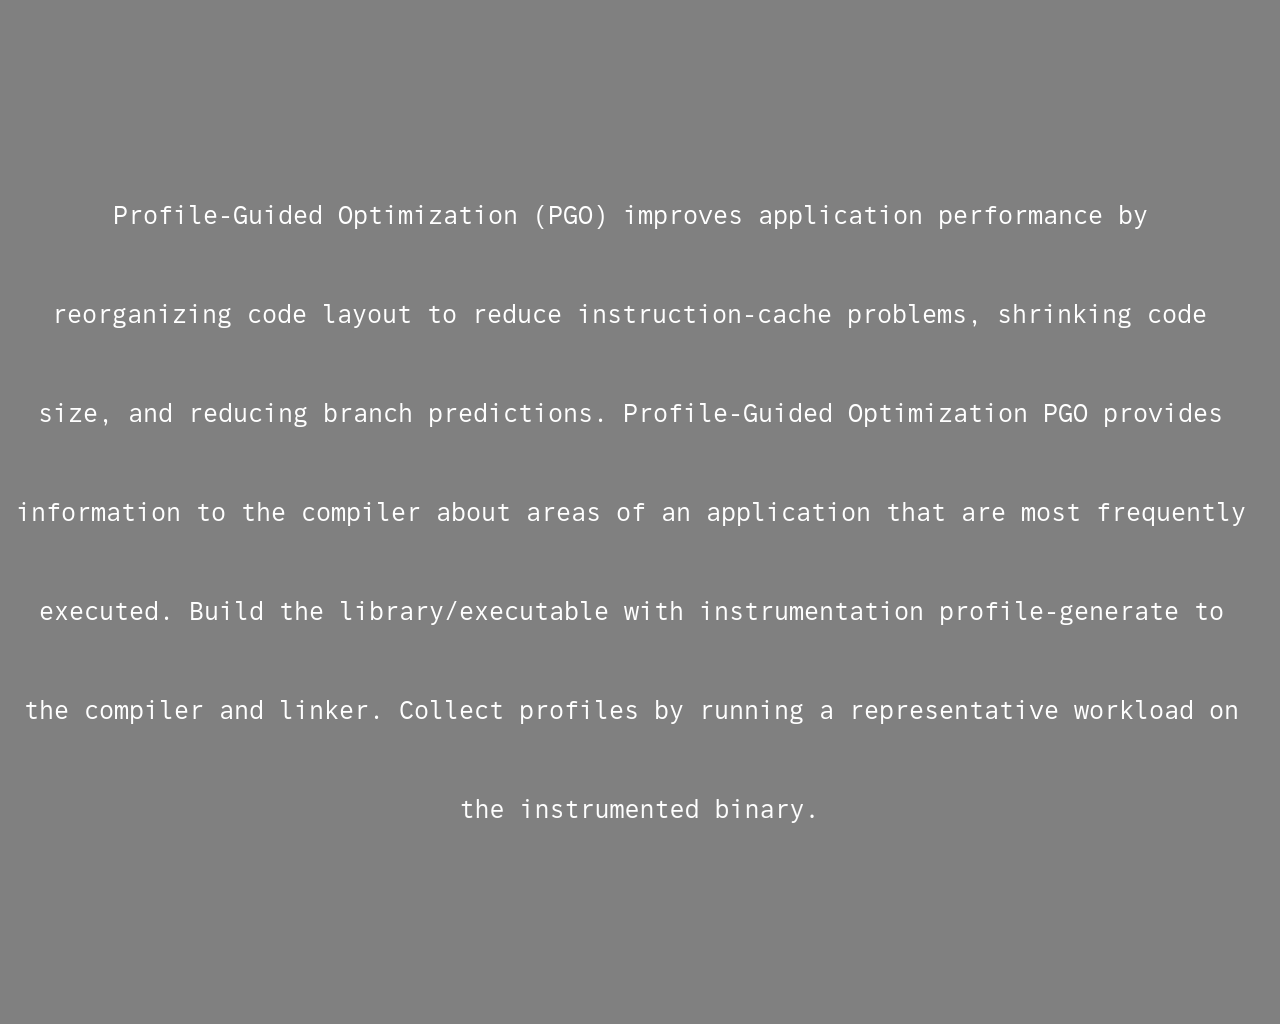 Profile-Guided Optimization (PGO) improves application performance by
reorganizing code layout to reduce instruction-cache problems, shrinking code
size, and reducing branch predictions. Profile-Guided Optimization PGO provides
information to the compiler about areas of an application that are most frequently
executed. Build the library/executable with instrumentation profile-generate to
the compiler and linker. Collect profiles by running a representative workload on
the instrumented binary.